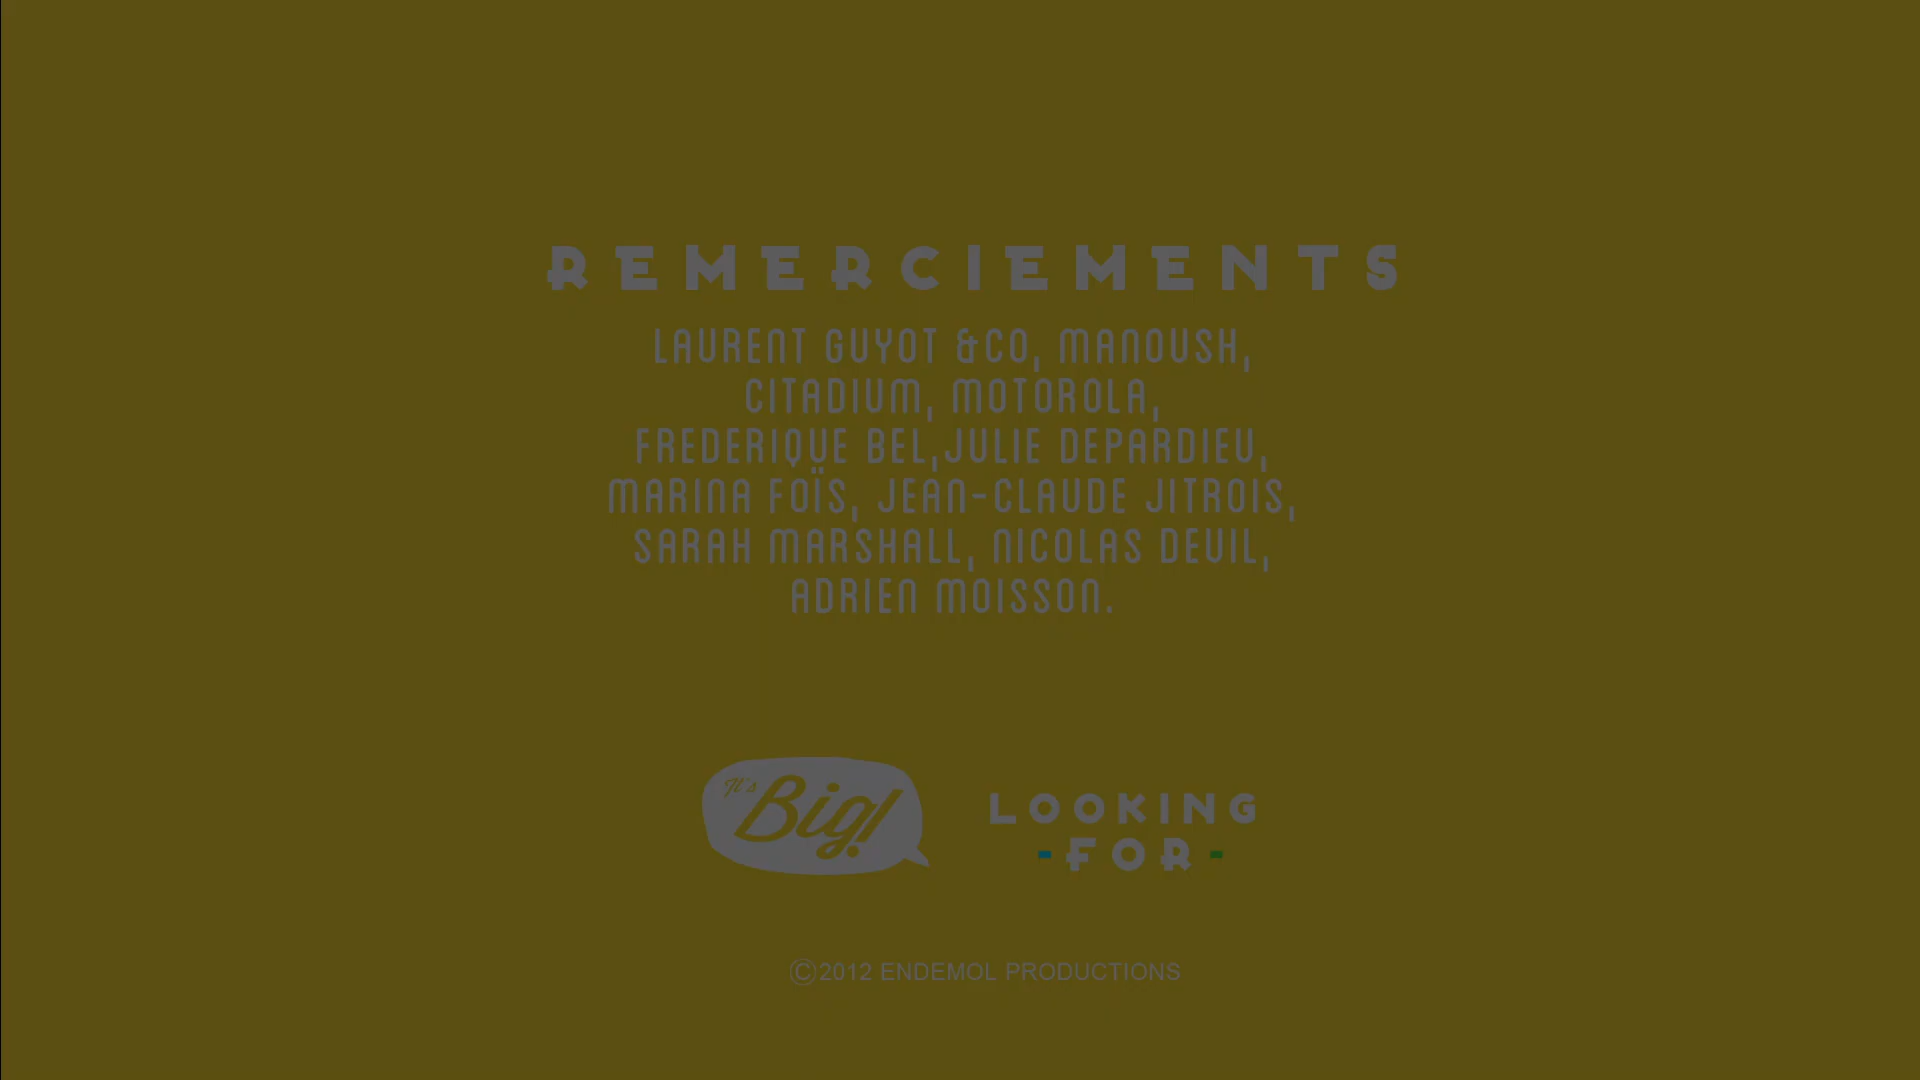 REMERCIEMENTS
LAURENT GUYOT &CO, MANOUSH,
CITADIUM, MOTOROLA,
FREDERIQUE BEL,JULIE DEPARDIEU,
MARINA FOÏS, JEAN-CLAUDE JITROIS,
SARAH MARSHALL, NICOLAS DEUIL,
ADRIEN MOISSON.
It's Big!
LOOKING
-FOR-
©2012 ENDEMOL PRODUCTIONS